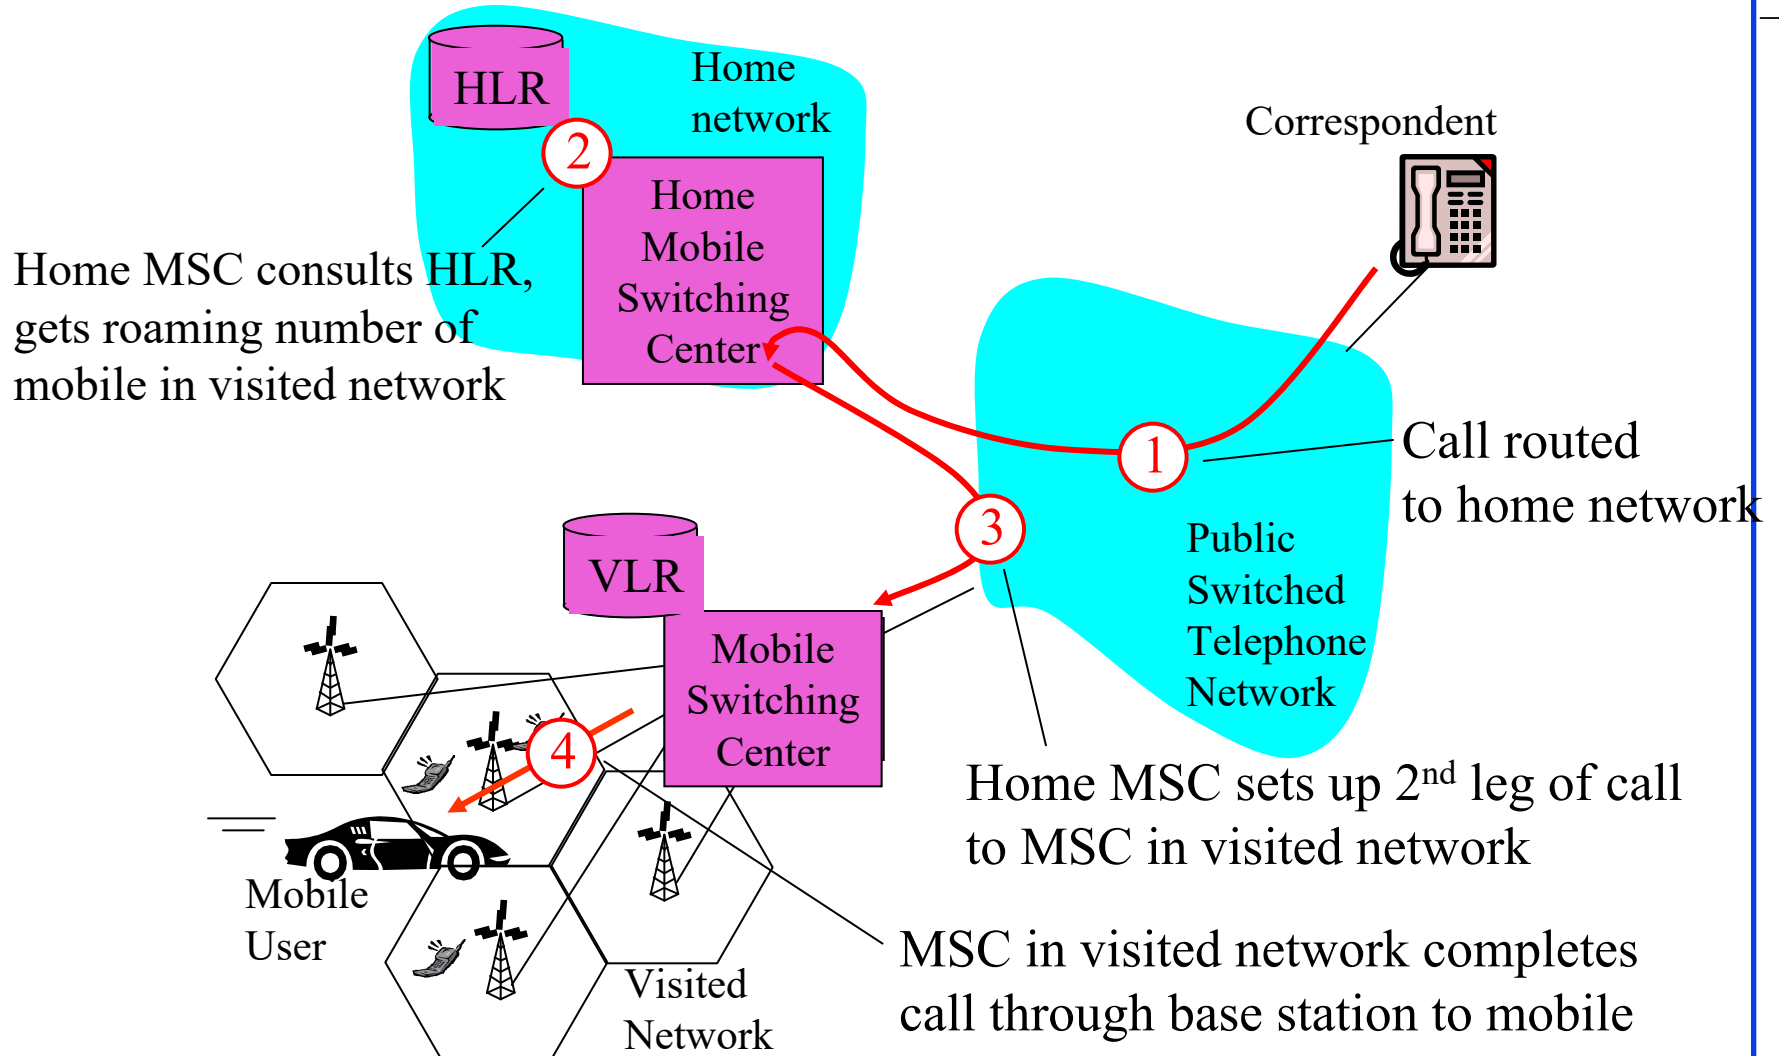 HLR
Home
network
Correspondent
2
Home
Mobile
Switching
Center
Home MSC consults HLR,
gets roaming number of
mobile in visited network
1
Call routed
to home network
3
Public
Switched
Telephone
Network
VLR
Mobile
Switching
Center
4
Home MSC sets up 2nd leg of call
to MSC in visited network
Mobile
User
MSC in visited network completes
call through base station to mobile
Visited
Network